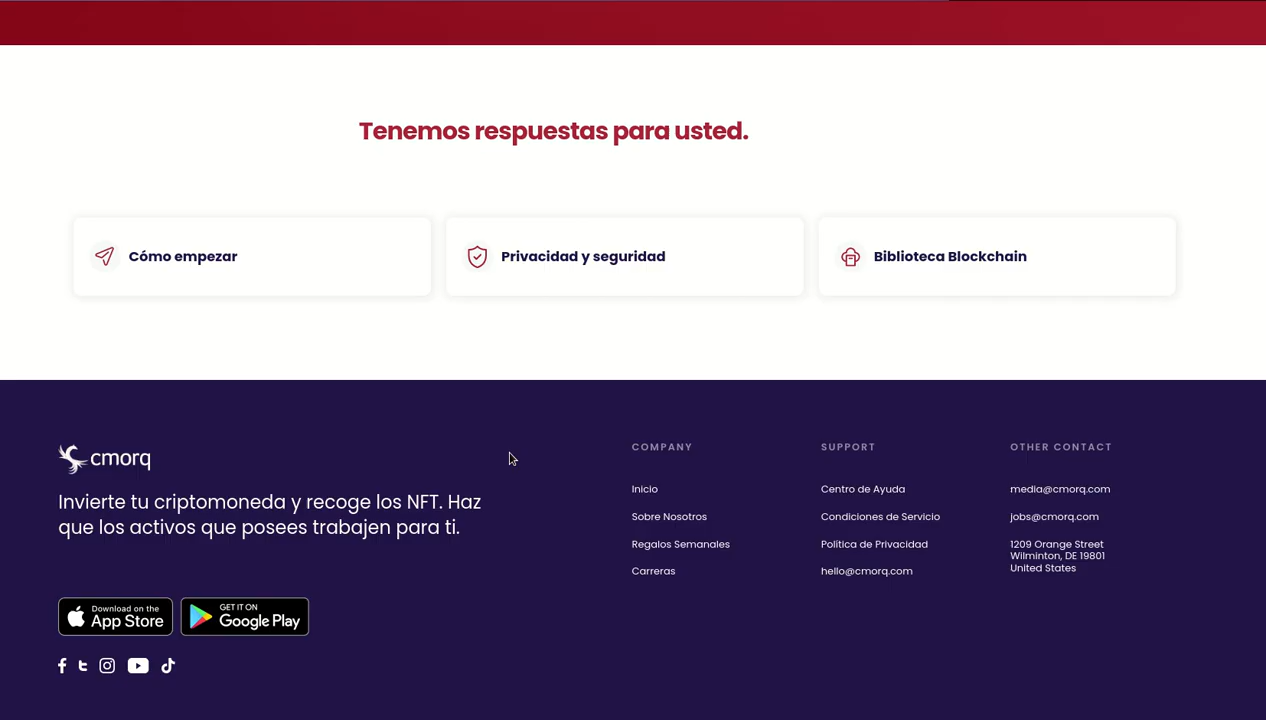 Tenemos respuestas para usted.
Cómo empezar
Privacidad y seguridad
Biblioteca Blockchain
cmorq
Invierte tu criptomoneda y recoge los NFT. Haz
que los activos que posees trabajen para ti.
Download on the
App Store
GET IT ON
Google Play
COMPANY
Inicio
Sobre Nosotros
Regalos Semanales
Carreras
SUPPORT
Centro de Ayuda
Condiciones de Servicio
Política de Privacidad
hello@cmorq.com
OTHER CONTACT
media@cmorq.com
jobs@cmorq.com
1209 Orange Street
Wilminton, DE 19801
United States